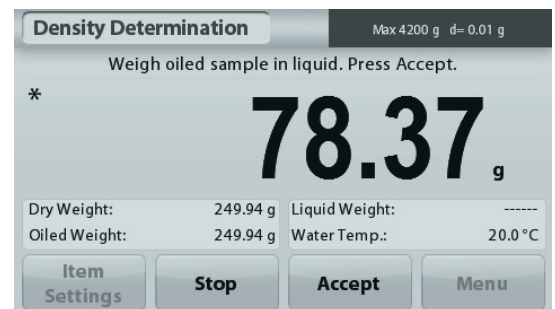 Density Determination Max 4200 g d= 0.01 g
Weigh oiled sample in liquid. Press Accept.
* 78.37 g
Dry Weight: 249.94 g Liquid Weight: ------
Oiled Weight: 249.94 g Water Temp.: 20.0 °C
Item Settings Stop Accept Menu